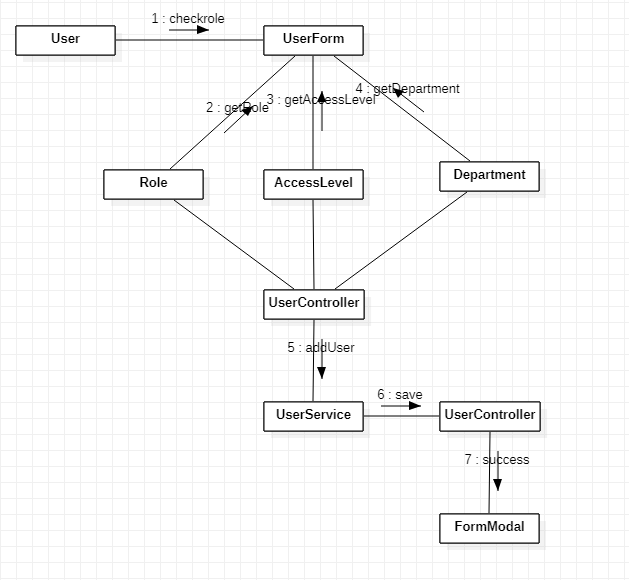 1 : checkrole
User
UserForm
4 : getDepartment
3 : getAccessLevel
2 : getRole
Role
AccessLevel
Department
UserController
5 : addUser
6 : save
UserService
UserController
7 : success
FormModal